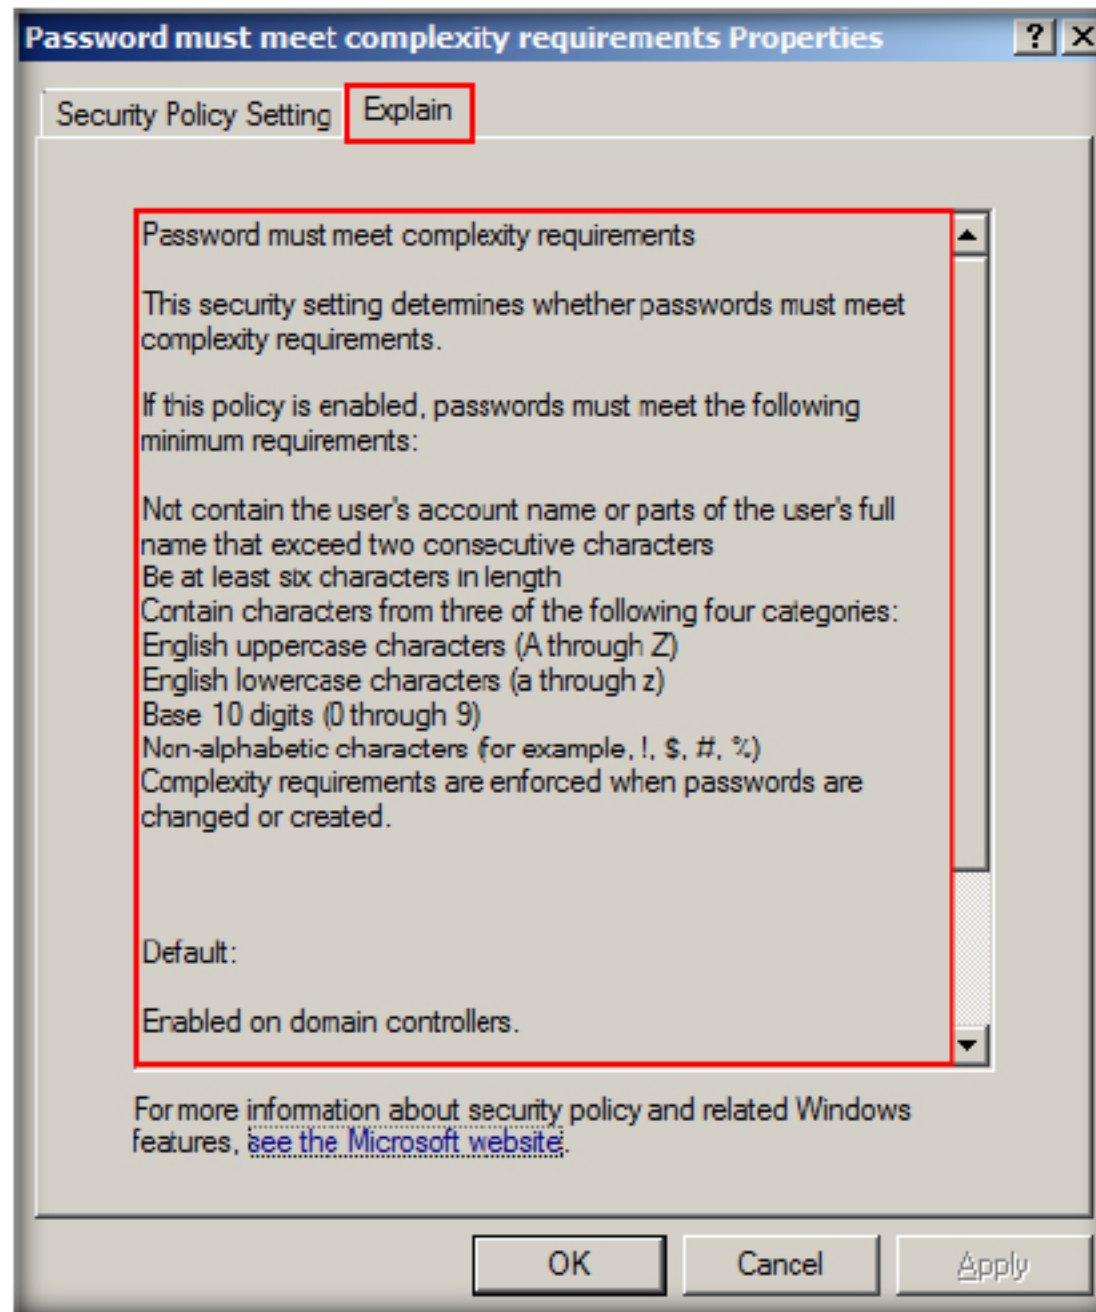 Password must meet complexity requirements Properties
? X
Security Policy Setting
Explain
Password must meet complexity requirements
This security setting determines whether passwords must meet
complexity requirements.
If this policy is enabled, passwords must meet the following
minimum requirements:
Not contain the user's account name or parts of the user's full
name that exceed two consecutive characters
Be at least six characters in length
Contain characters from three of the following four categories:
English uppercase characters (A through Z)
English lowercase characters (a through z)
Base 10 digits (0 through 9)
Non-alphabetic characters (for example, !, $, #, %)
Complexity requirements are enforced when passwords are
changed or created.
Default:
Enabled on domain controllers.
For more information about security policy and related Windows
features, see the Microsoft website.
OK
Cancel
Apply